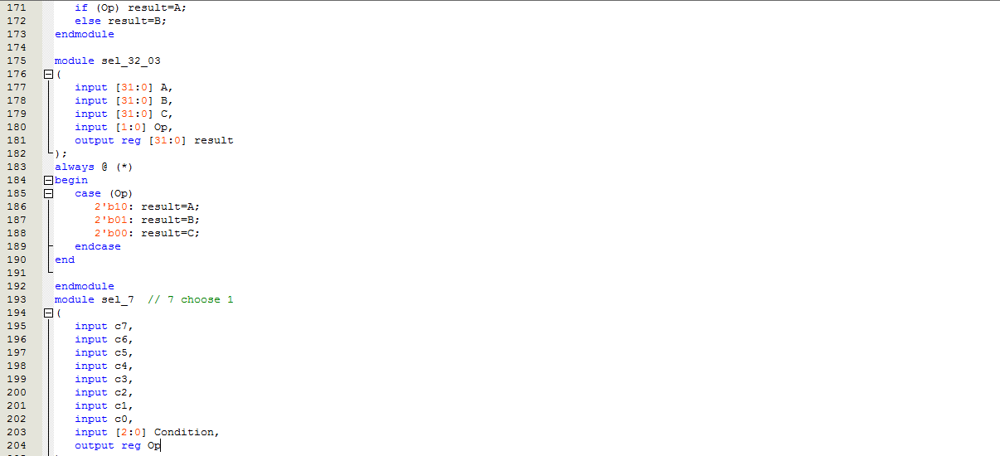 171 if (Op) result=A;
172 else result=B;
173 endmodule
174
175 module sel_32_03
176 (
177 input [31:0] A,
178 input [31:0] B,
179 input [31:0] C,
180 input [1:0] Op,
181 output reg [31:0] result
182 );
183 always @ (*)
184 begin
185 case (Op)
186 2'b10: result=A;
187 2'b01: result=B;
188 2'b00: result=C;
189 endcase
190 end
191
192 endmodule
193 module sel_7 // 7 choose 1
194 (
195 input c7,
196 input c6,
197 input c5,
198 input c4,
199 input c3,
200 input c2,
201 input c1,
202 input c0,
203 input [2:0] Condition,
204 output reg Op